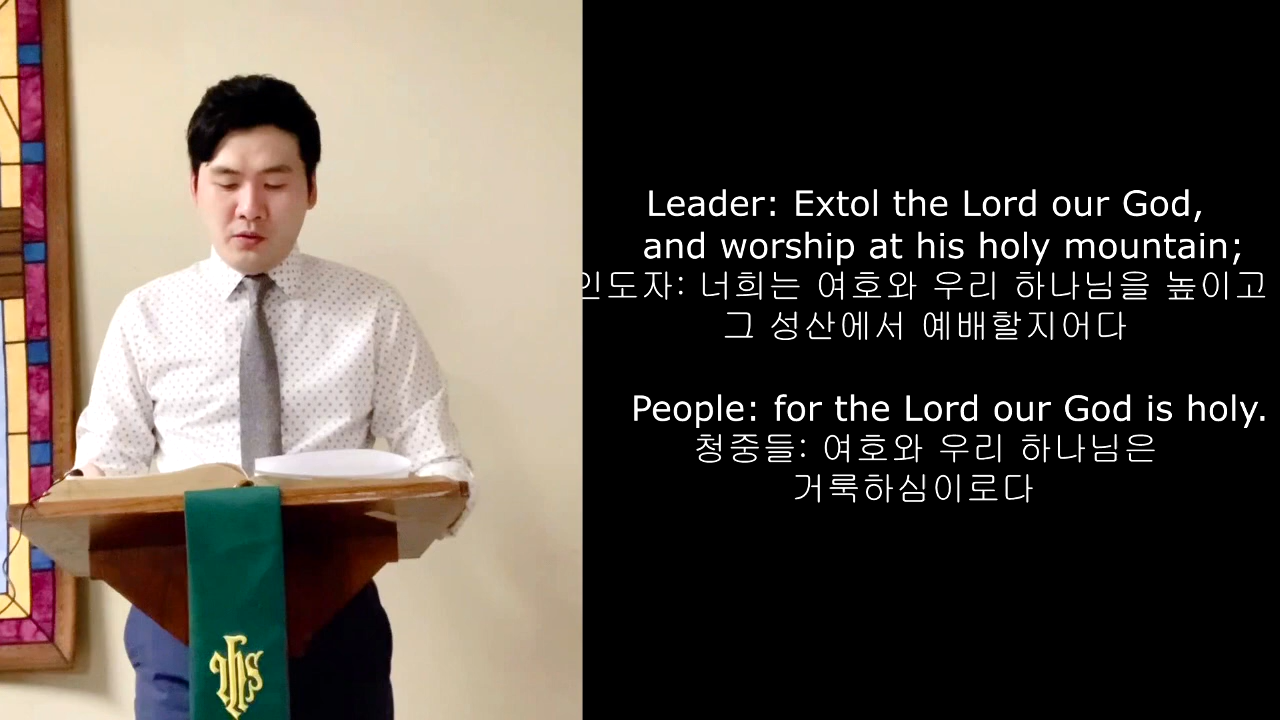 Leader: Extol the Lord our God,
and worship at his holy mountain;
인도자: 너희는 여호와 우리 하나님을 높이고
그 성산에서 예배할지어다
People: for the Lord our God is holy.
청중들: 여호와 우리 하나님은
거룩하심이로다
IHS